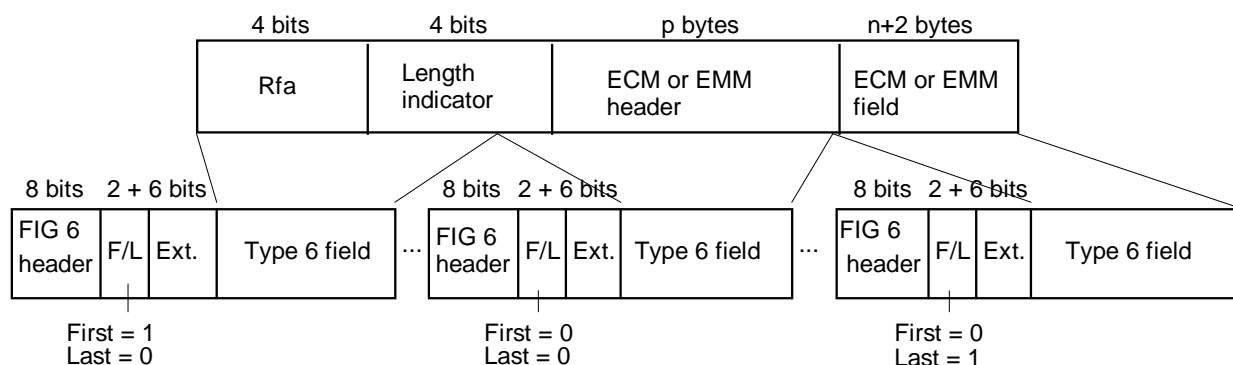 4 bits 4 bits p bytes n+2 bytes
Rfa Length indicator ECM or EMM header ECM or EMM field
8 bits 2 + 6 bits 8 bits 2 + 6 bits 8 bits 2 + 6 bits
FIG 6 header F/L Ext. Type 6 field ... FIG 6 header F/L Ext. Type 6 field ... FIG 6 header F/L Ext. Type 6 field
First = 1 First = 0 First = 0
Last = 0 Last = 0 Last = 1